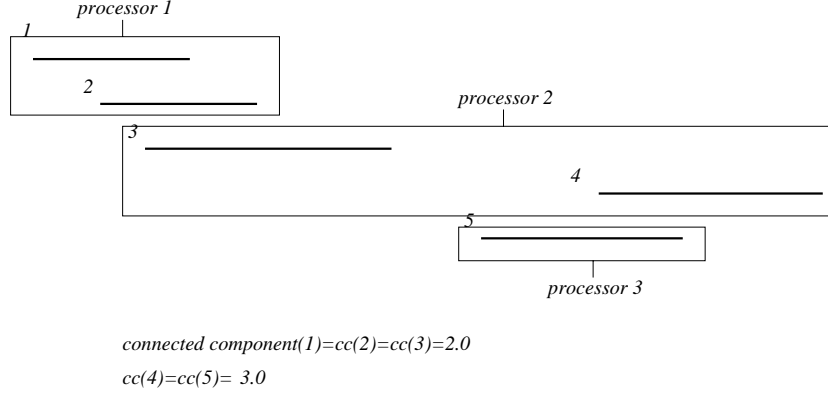 processor 1
1
2
processor 2
3
4
5
processor 3
connected component(1)=cc(2)=cc(3)=2.0
cc(4)=cc(5)= 3.0